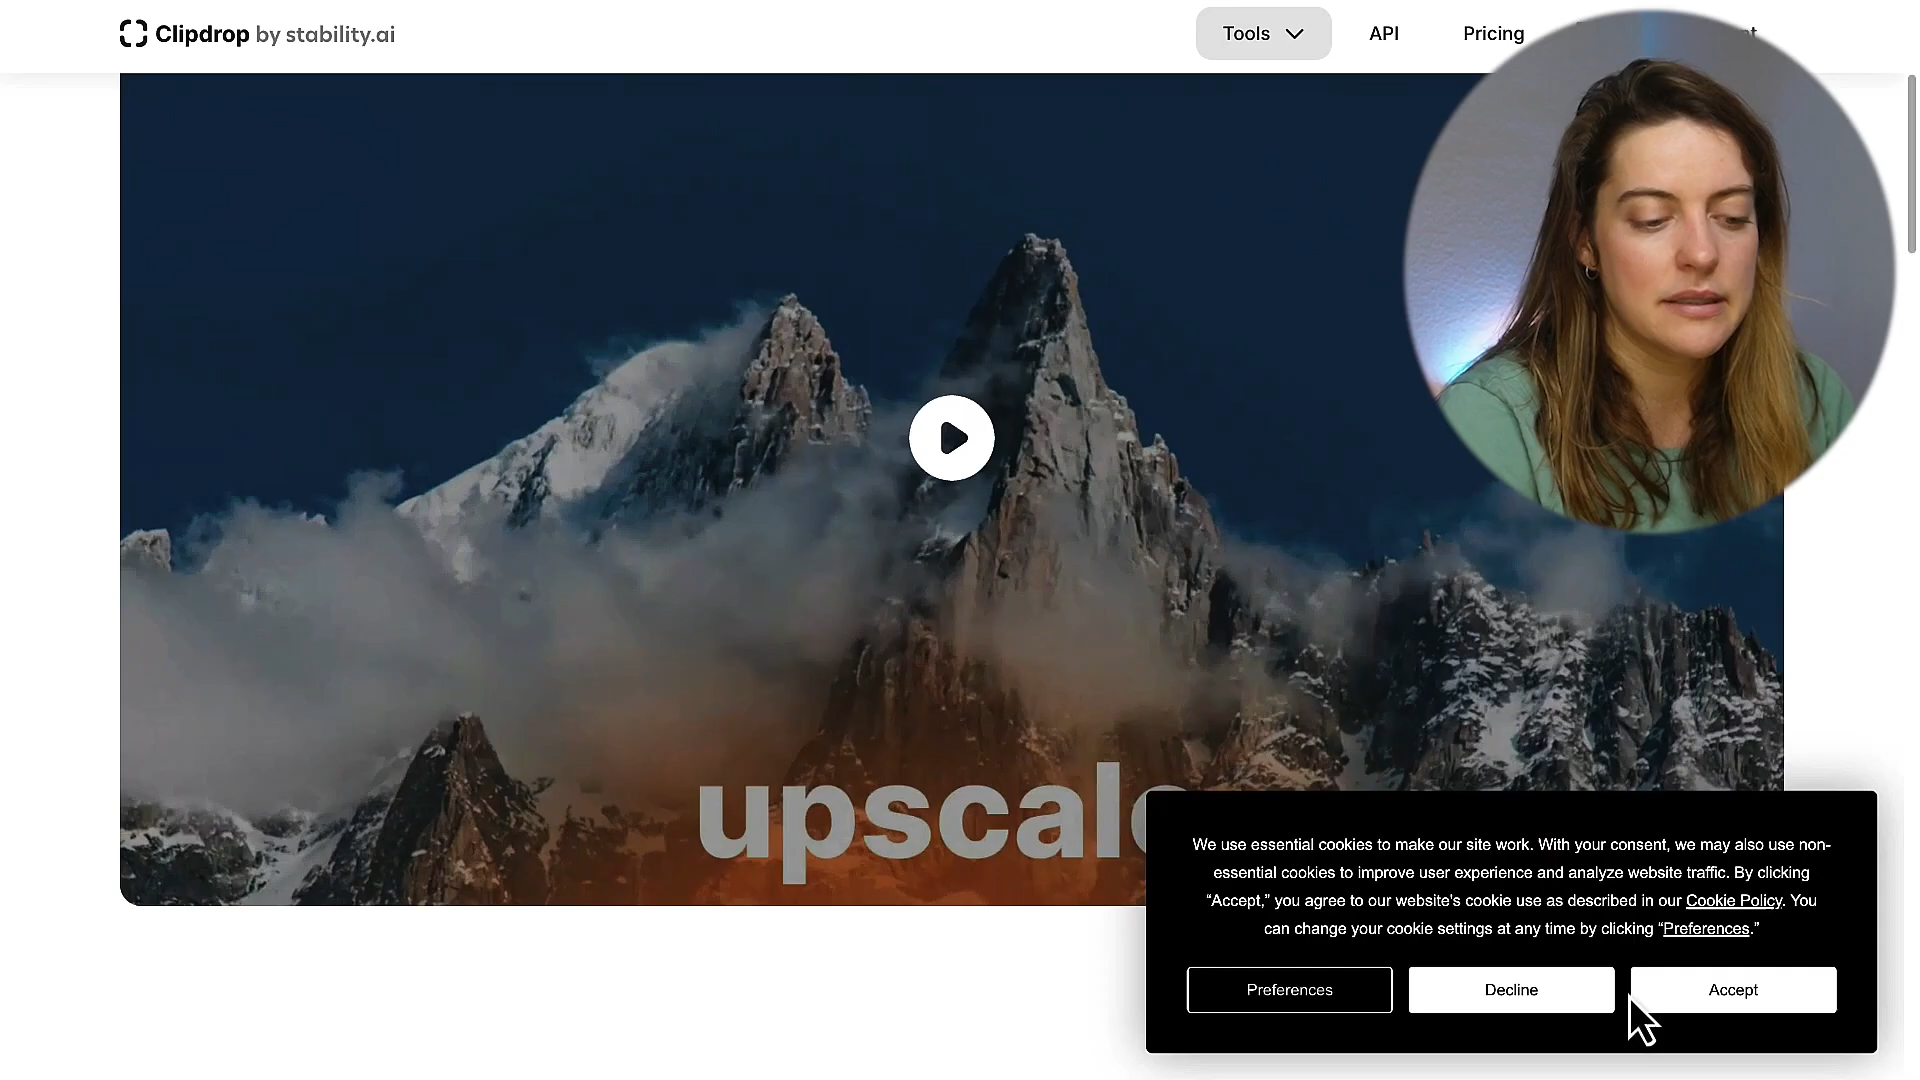 Clipdrop by stability.ai
Tools
API
Pricing
upscale
We use essential cookies to make our site work. With your consent, we may also use non-
essential cookies to improve user experience and analyze website traffic. By clicking
“Accept,” you agree to our website's cookie use as described in our Cookie Policy. You
can change your cookie settings at any time by clicking “Preferences.”
Preferences
Decline
Accept